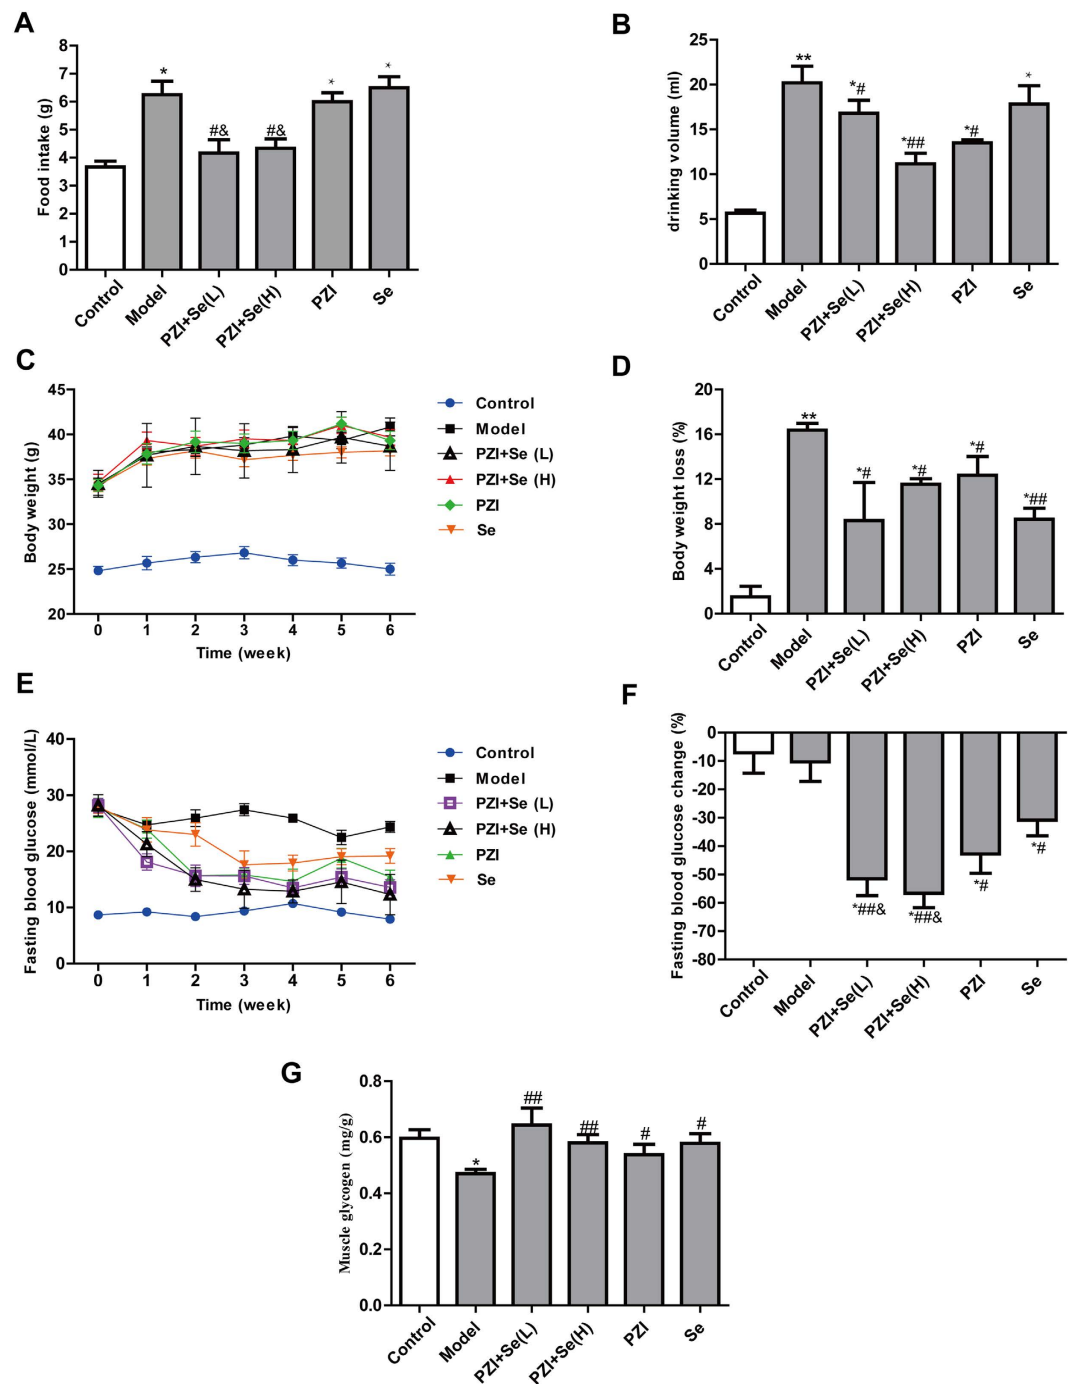 A
Food intake (g)
8
7
6
5
4
3
2
1
0
*
#&
#&
*
*
Control
Model
PZI+Se(L)
PZI+Se(H)
PZI
Se
B
drinking volume (ml)
25
20
15
10
5
0
**
*#
*##
*#
*
Control
Model
PZI+Se(L)
PZI+Se(H)
PZI
Se
C
Body weight (g)
45
40
35
30
25
20
0 1 2 3 4 5 6
Time (week)
Control
Model
PZI+Se (L)
PZI+Se (H)
PZI
Se
D
Body weight loss (%)
20
16
12
8
4
0
**
*#
*#
*#
*##
Control
Model
PZI+Se(L)
PZI+Se(H)
PZI
Se
E
Fasting blood glucose (mmol/L)
40
30
20
10
0
0 1 2 3 4 5 6
Time (week)
Control
Model
PZI+Se (L)
PZI+Se (H)
PZI
Se
F
Fasting blood glucose change (%)
0
-10
-20
-30
-40
-50
-60
-70
-80
*##&
*##&
*#
*#
Control
Model
PZI+Se(L)
PZI+Se(H)
PZI
Se
G
Muscle glycogen (mg/g)
0.8
0.6
0.4
0.2
0.0
*
##
##
#
#
Control
Model
PZI+Se(L)
PZI+Se(H)
PZI
Se